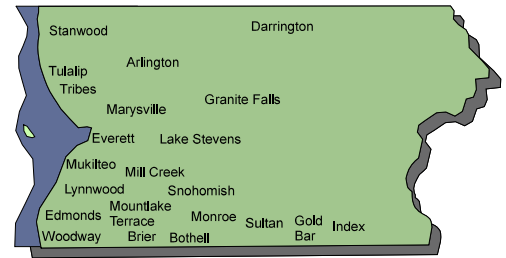 Darrington
Stanwood
Arlington
Tulalip
Tribes
Granite Falls
Marysville
Everett
Lake Stevens
Mukilteo
Mill Creek
Lynnwood
Snohomish
Mountlake
Terrace
Edmonds
Monroe
Sultan
Gold
Bar
Index
Woodway
Brier
Bothell